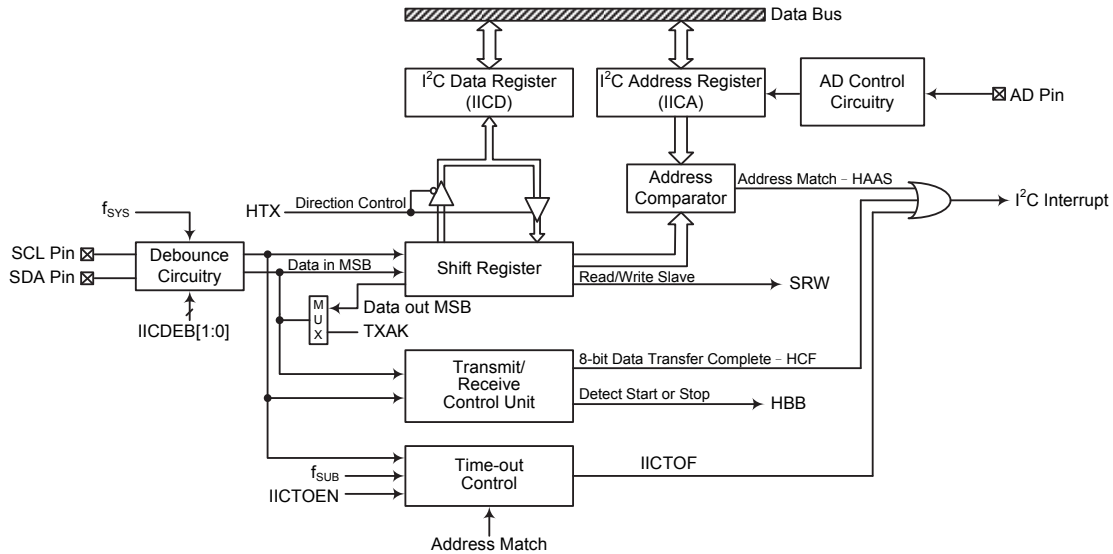 Data Bus
I²C Data Register
(IICD)
I²C Address Register
(IICA)
AD Control
Circuitry
AD Pin
Address
Comparator
Address Match - HAAS
I²C Interrupt
HTX
Direction Control
fSYS
SCL Pin
SDA Pin
Debounce
Circuitry
Data in MSB
Shift Register
Read/Write Slave
SRW
IICDEB[1:0]
MUX
Data out MSB
TXAK
Transmit/
Receive
Control Unit
8-bit Data Transfer Complete - HCF
Detect Start or Stop
HBB
Time-out
Control
fSUB
IICTOEN
IICTOF
Address Match